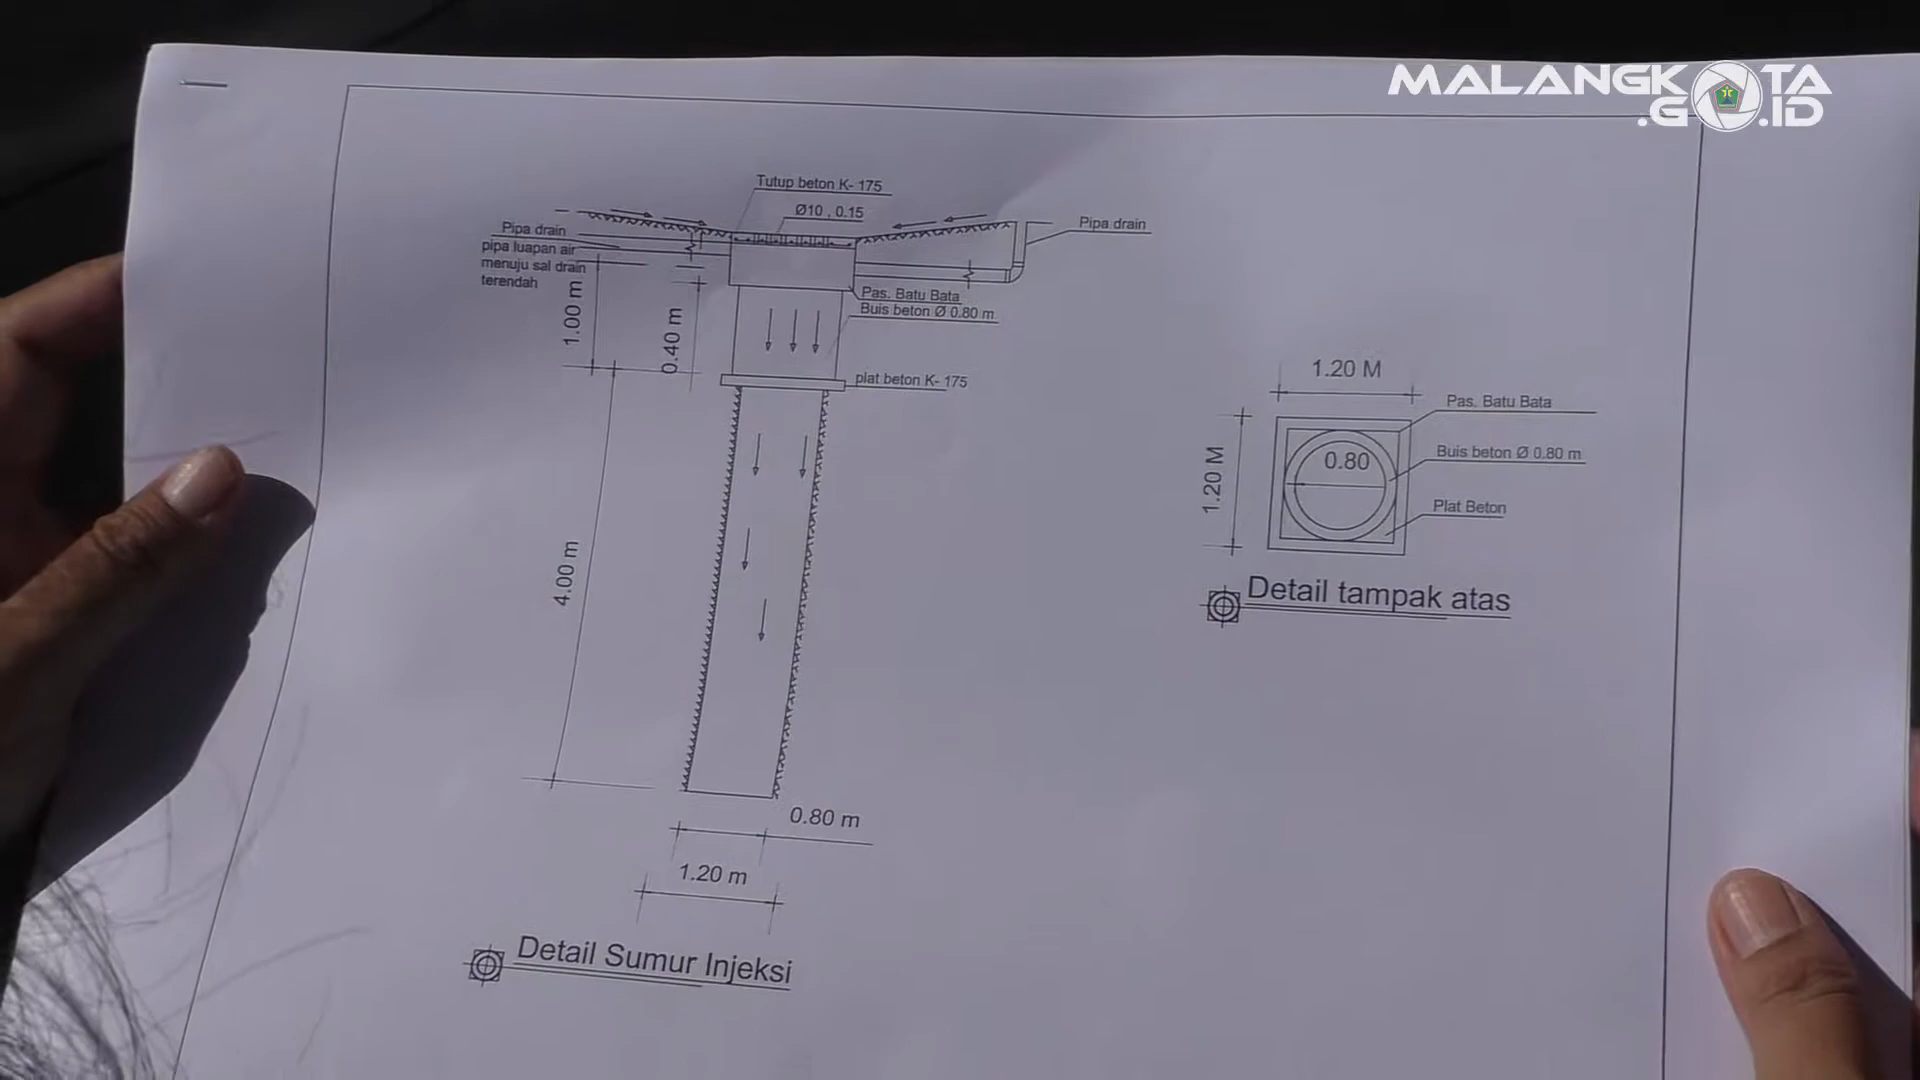 MALANGKOTA
.GO.ID
Tutup beton K- 175
Ø10 , 0.15
Pipa drain
pipa luapan air
menuju sal drain
terendah
Pipa drain
1.00 m
0.40 m
Pas. Batu Bata
Buis beton Ø 0.80 m
plat beton K- 175
4.00 m
0.80 m
1.20 m
Detail Sumur Injeksi
1.20 M
1.20 M
Pas. Batu Bata
0.80
Buis beton Ø 0.80 m
Plat Beton
Detail tampak atas